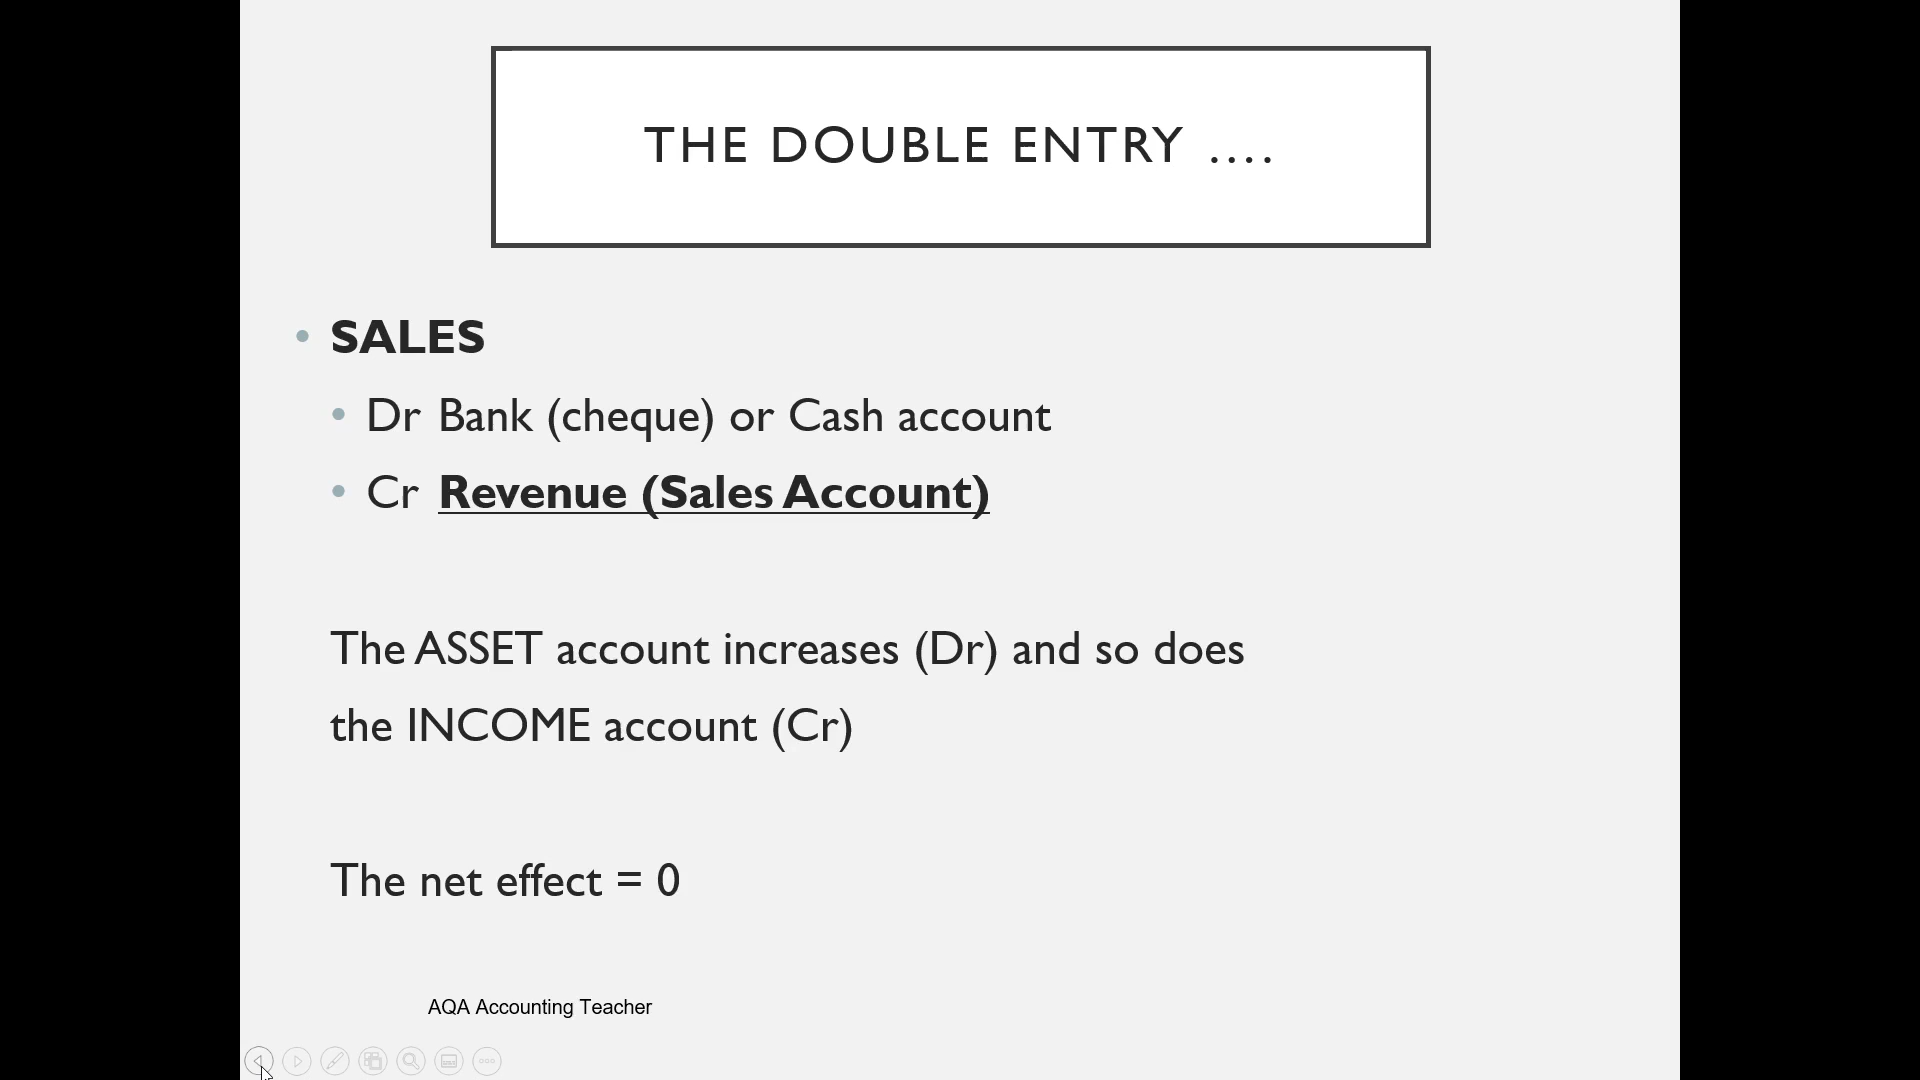 THE DOUBLE ENTRY ....
• SALES
• Dr Bank (cheque) or Cash account
• Cr Revenue (Sales Account)
The ASSET account increases (Dr) and so does
the INCOME account (Cr)
The net effect = 0
AQA Accounting Teacher